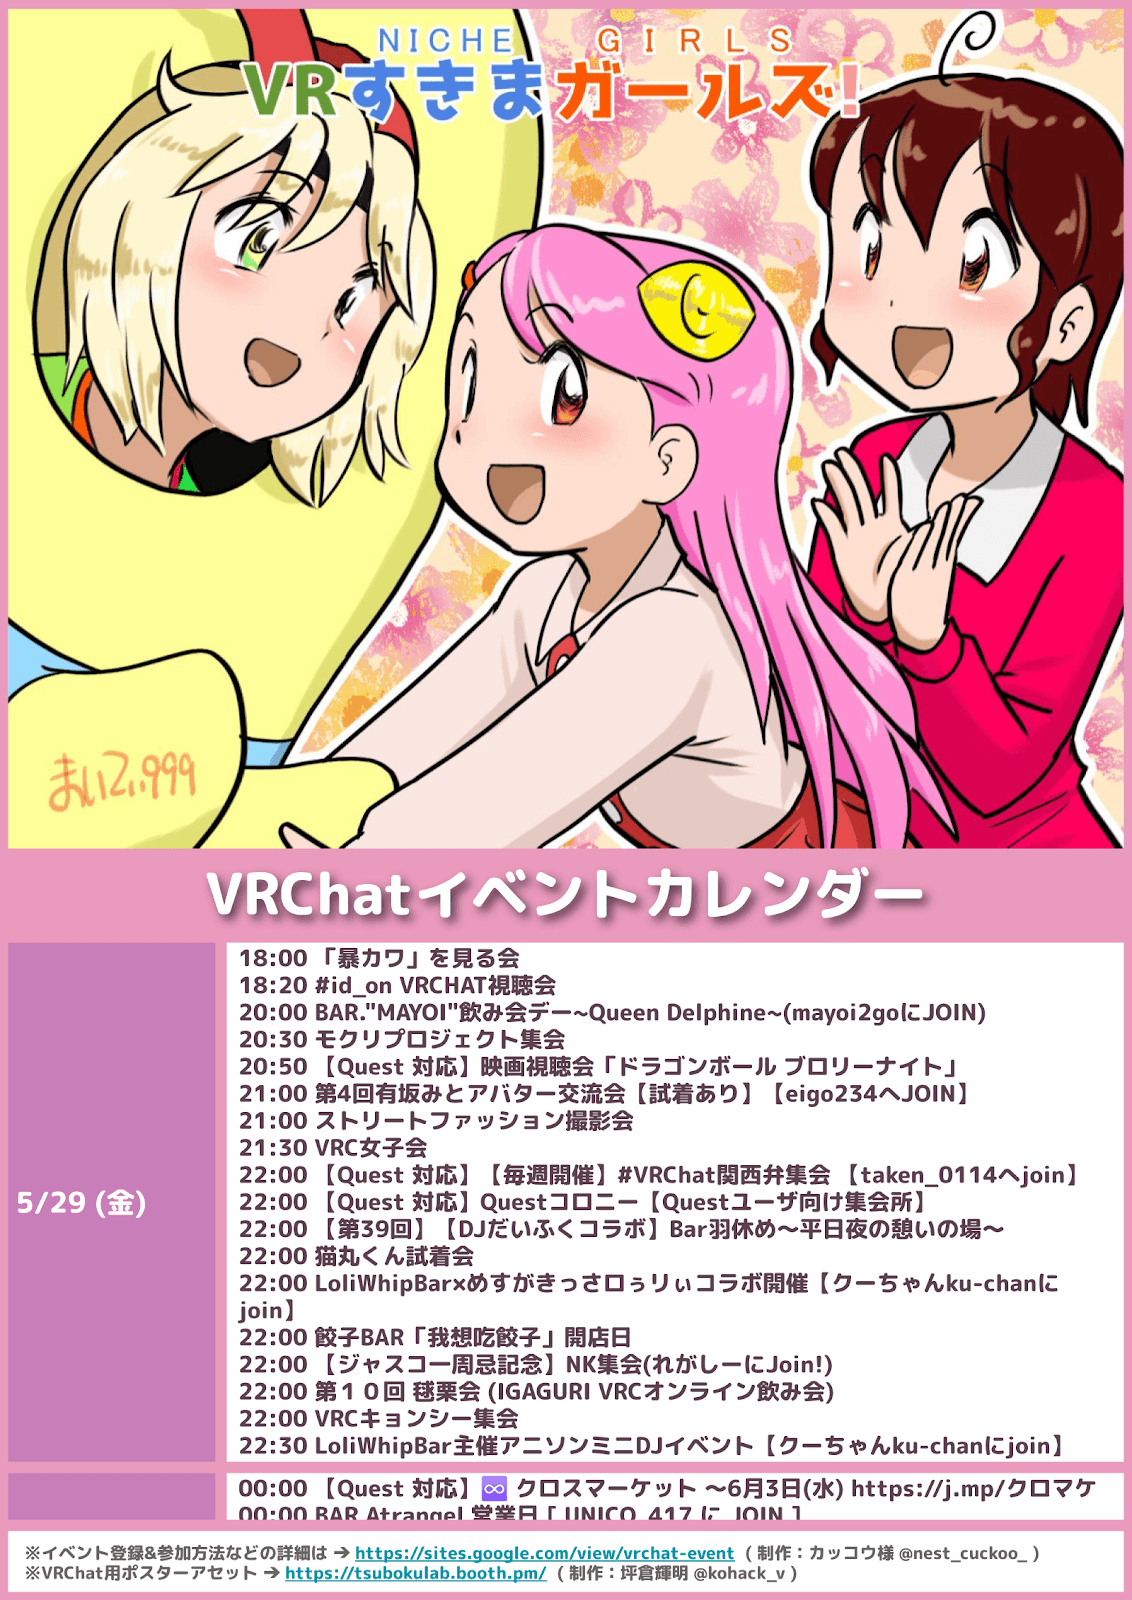 NICHE GIRLS
VRすきまガールズ!
まいてぃ999
VRChatイベントカレンダー
5/29 (金)
18:00 「暴カワ」を見る会
18:20 #id_on VRCHAT視聴会
20:00 BAR."MAYOI"飲み会デー~Queen Delphine~(mayoi2goにJOIN)
20:30 モクリプロジェクト集会
20:50 【Quest 対応】映画視聴会「ドラゴンボール ブロリーナイト」
21:00 第4回有坂みとアバター交流会【試着あり】【eigo234へJOIN】
21:00 ストリートファッション撮影会
21:30 VRC女子会
22:00 【Quest 対応】【毎週開催】#VRChat関西弁集会 【taken_0114へjoin】
22:00 【Quest 対応】Questコロニー【Questユーザ向け集会所】
22:00 【第39回】【DJだいふくコラボ】Bar羽休め～平日夜の憩いの場～
22:00 猫丸くん試着会
22:00 LoliWhipBar×めすがきっさロぅリぃコラボ開催【クーちゃんku-chanに
join】
22:00 餃子BAR「我想吃餃子」開店日
22:00 【ジャスコ一周忌記念】NK集会(れがしーにJoin!)
22:00 第１０回 毬栗会 (IGAGURI VRCオンライン飲み会)
22:00 VRCキョンシー集会
22:30 LoliWhipBar主催アニソンミニDJイベント【クーちゃんku-chanにjoin】
00:00 【Quest 対応】♾ クロスマーケット ～6月3日(水) https://j.mp/クロマケ
00:00 BAR Atrangel 営業日 [ UNICO_417 に JOIN ]
※イベント登録&参加方法などの詳細は → https://sites.google.com/view/vrchat-event ( 制作：カッコウ様 @nest_cuckoo_ )
※VRChat用ポスターアセット → https://tsubokulab.booth.pm/ ( 制作：坪倉輝明 @kohack_v )